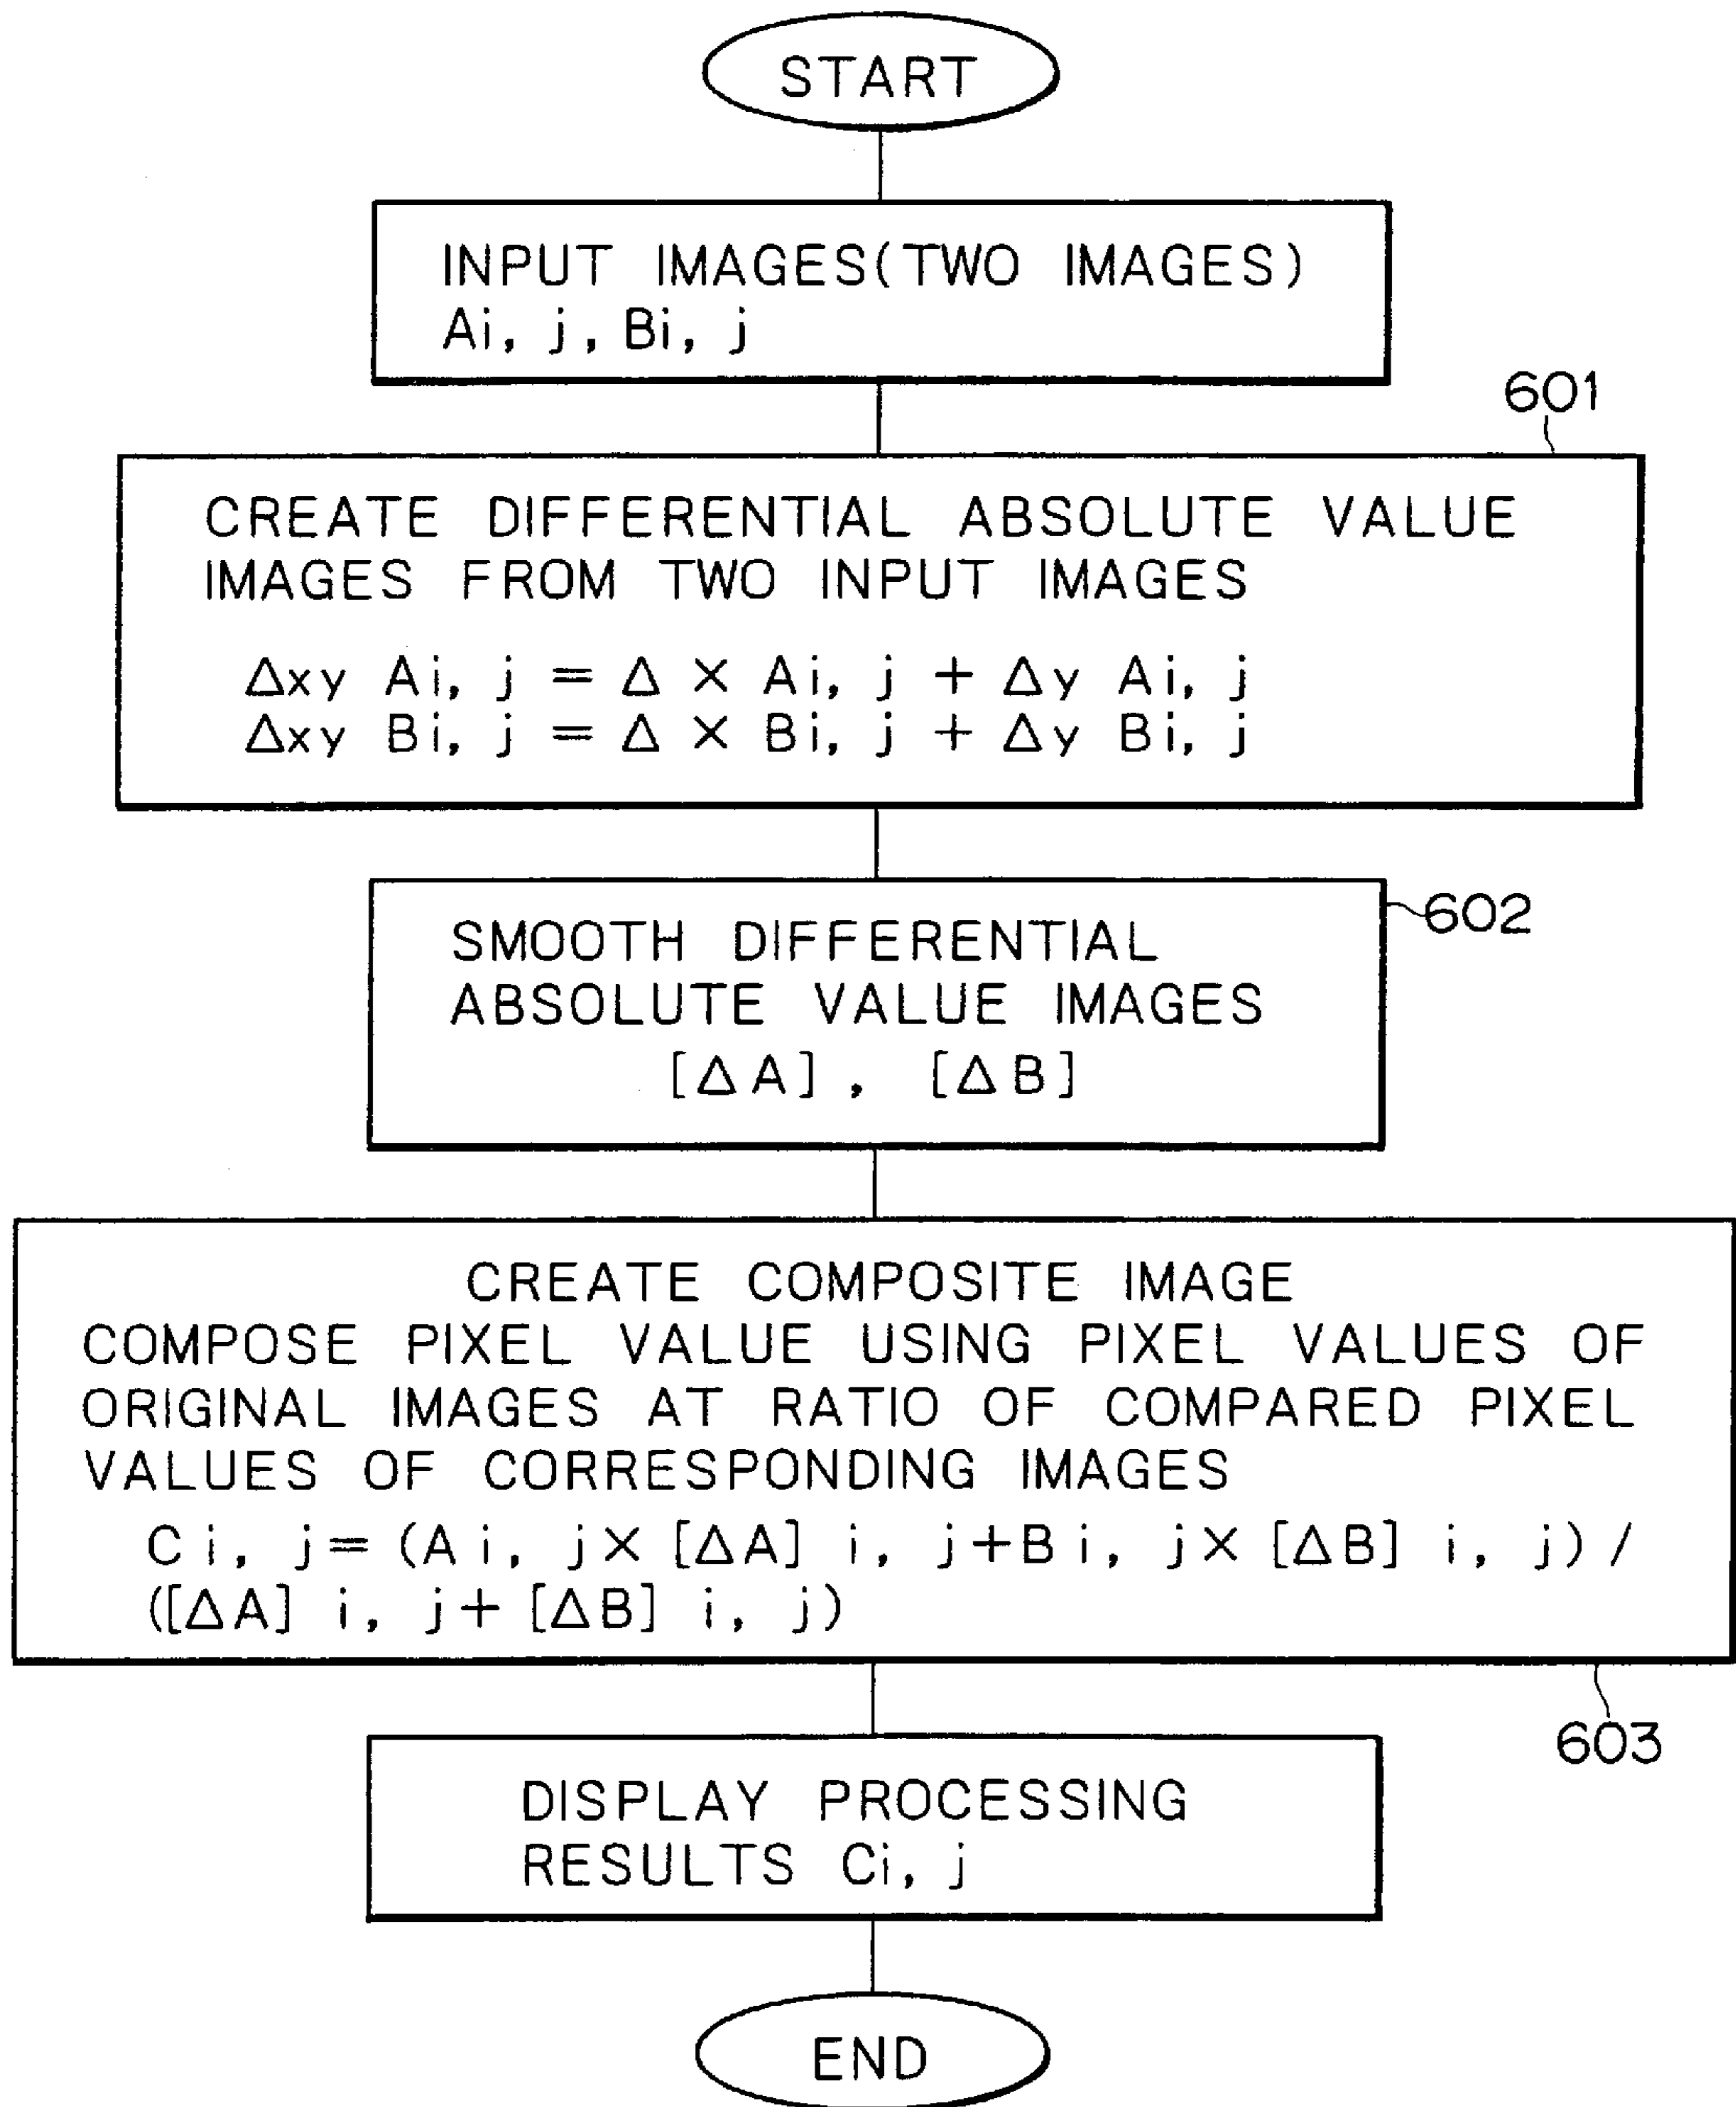 START
INPUT IMAGES(TWO IMAGES)
Ai, j, Bi, j
601
CREATE DIFFERENTIAL ABSOLUTE VALUE
IMAGES FROM TWO INPUT IMAGES
Δxy Ai, j = Δ × Ai, j + Δy Ai, j
Δxy Bi, j = Δ × Bi, j + Δy Bi, j
602
SMOOTH DIFFERENTIAL
ABSOLUTE VALUE IMAGES
[ΔA], [ΔB]
CREATE COMPOSITE IMAGE
COMPOSE PIXEL VALUE USING PIXEL VALUES OF
ORIGINAL IMAGES AT RATIO OF COMPARED PIXEL
VALUES OF CORRESPONDING IMAGES
Ci, j=(Ai, j× [ΔA] i, j+Bi, j× [ΔB] i, j)/
([ΔA] i, j+[ΔB] i, j)
603
DISPLAY PROCESSING
RESULTS Ci, j
END